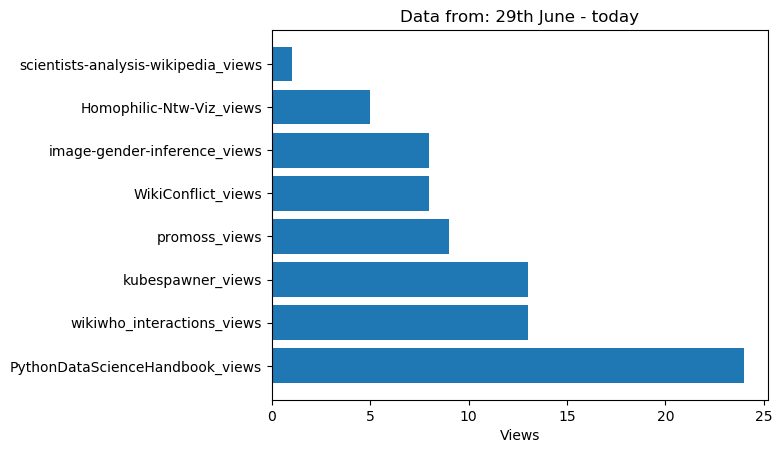 Data from: 29th June - today
scientists-analysis-wikipedia_views
Homophilic-Ntw-Viz_views
image-gender-inference_views
WikiConflict_views
promoss_views
kubespawner_views
wikiwho_interactions_views
PythonDataScienceHandbook_views
0 5 10 15 20 25
Views